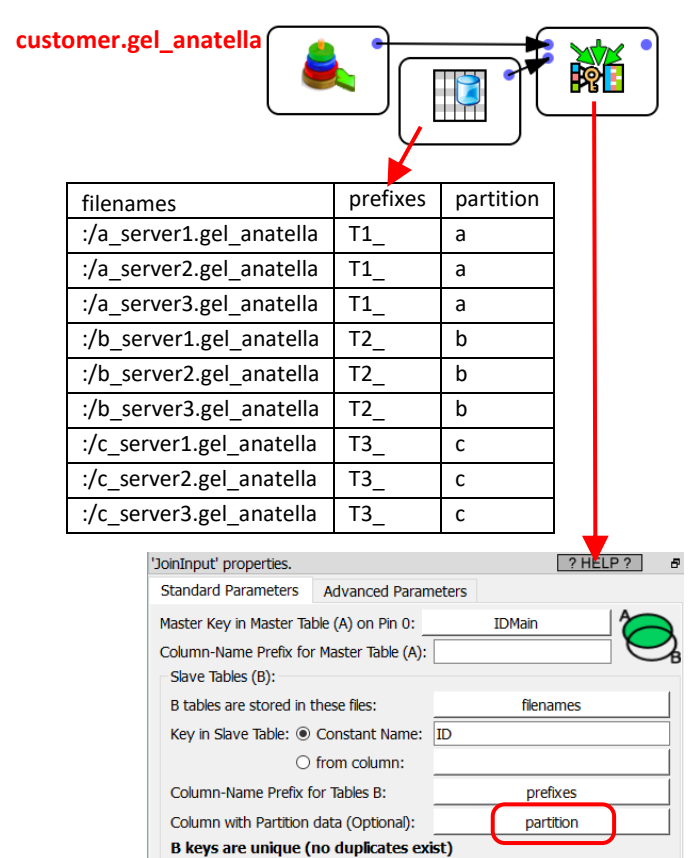 customer.gel_anatella
filenames prefixes partition
:/a_server1.gel_anatella T1_ a
:/a_server2.gel_anatella T1_ a
:/a_server3.gel_anatella T1_ a
:/b_server1.gel_anatella T2_ b
:/b_server2.gel_anatella T2_ b
:/b_server3.gel_anatella T2_ b
:/c_server1.gel_anatella T3_ c
:/c_server2.gel_anatella T3_ c
:/c_server3.gel_anatella T3_ c
'JoinInput' properties. ? HELP ?
Standard Parameters Advanced Parameters
Master Key in Master Table (A) on Pin 0: IDMain
Column-Name Prefix for Master Table (A):
A
B
Slave Tables (B):
B tables are stored in these files: filenames
Key in Slave Table: Constant Name: ID
from column:
Column-Name Prefix for Tables B: prefixes
Column with Partition data (Optional): partition
B keys are unique (no duplicates exist)